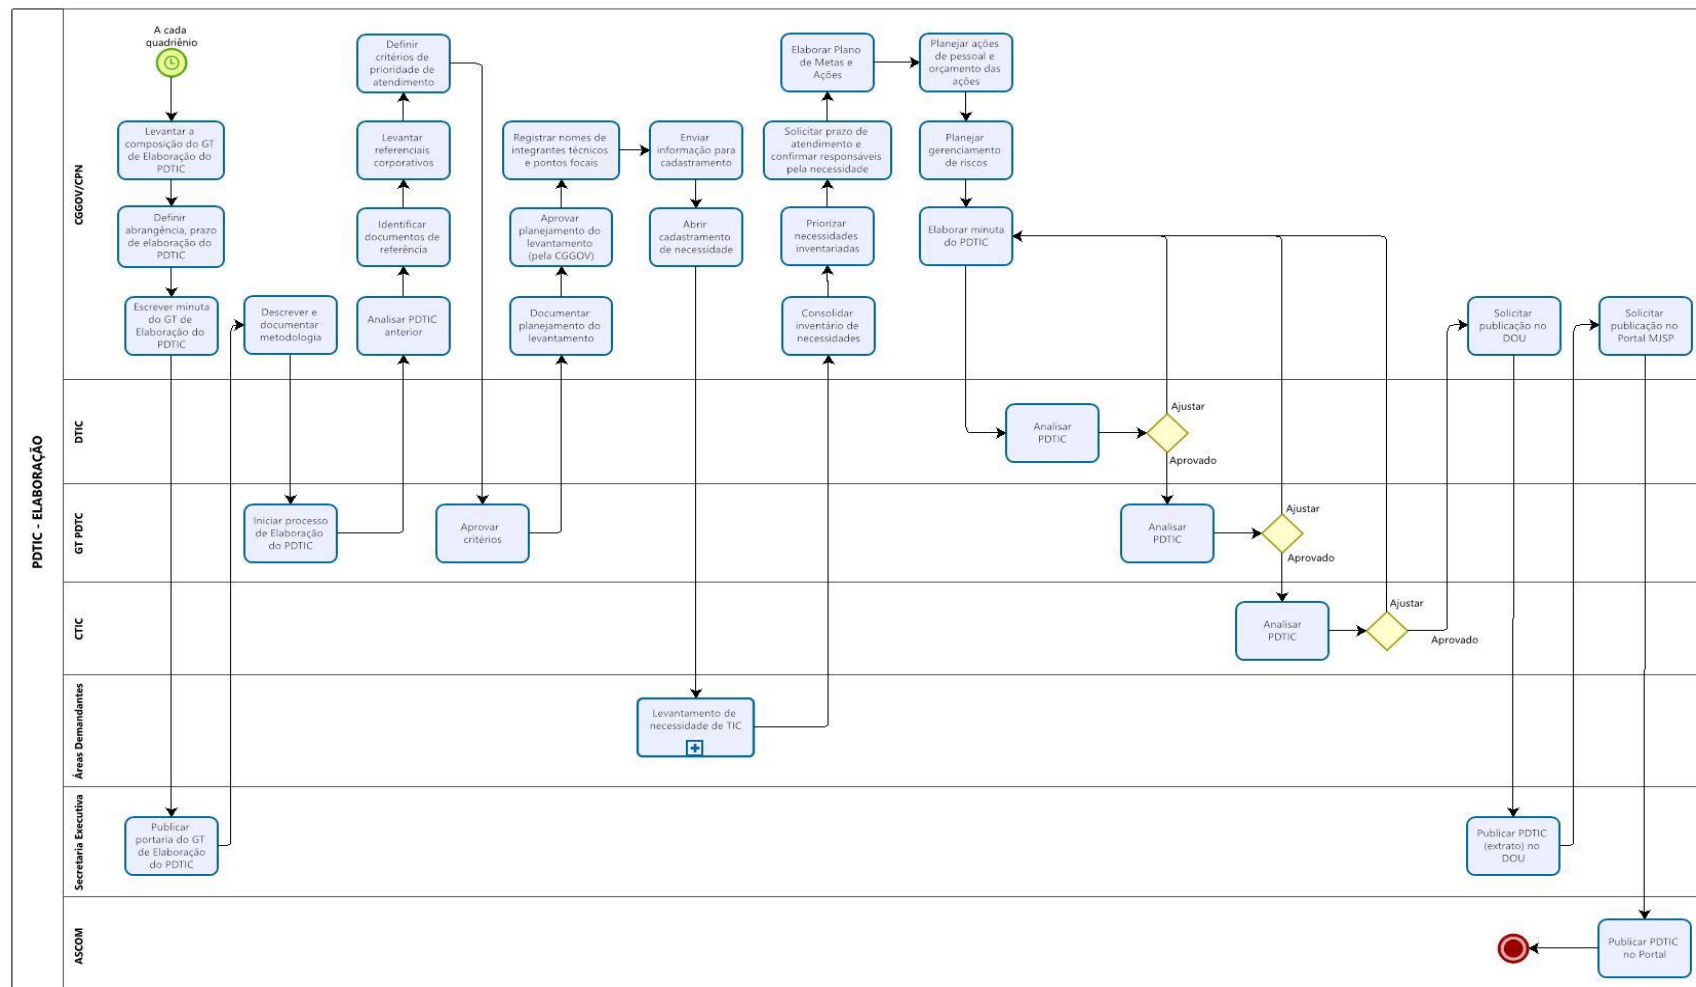 PDTIC - ELABORAÇÃO
CGGOV/CPN
A cada
quadriênio
Levantar a
composição do GT
de Elaboração do
PDTIC
Definir
abrangência, prazo
de elaboração do
PDTIC
Escrever minuta
do GT de
Elaboração do
PDTIC
Descrever e
documentar
metodologia
Definir
critérios de
prioridade de
atendimento
Levantar
referenciais
corporativos
Identificar
documentos de
referência
Analisar PDTIC
anterior
Registrar nomes de
integrantes técnicos
e pontos focais
Aprovar
planejamento do
levantamento
(pela CGGOV)
Documentar
planejamento do
levantamento
Enviar
informação para
cadastramento
Abrir
cadastramento
de necessidade
Elaborar Plano
de Metas e
Ações
Solicitar prazo de
atendimento e
confirmar responsáveis
pela necessidade
Priorizar
necessidades
inventariadas
Consolidar
inventário de
necessidades
Planejar ações
de pessoal e
orçamento das
ações
Planejar
gerenciamento
de riscos
Elaborar minuta
do PDTIC
Solicitar
publicação no
DOU
Solicitar
publicação no
Portal MJSP
DTIC
Analisar
PDTIC
Ajustar
Aprovado
GT PDTC
Iniciar processo
de Elaboração
do PDTIC
Aprovar
critérios
Analisar
PDTIC
Ajustar
Aprovado
CTIC
Analisar
PDTIC
Ajustar
Aprovado
Áreas Demandantes
Levantamento de
necessidade de TIC
Secretaria Executiva
Publicar
portaria do GT
de Elaboração
do PDTIC
Publicar PDTIC
(extrato) no
DOU
ASCOM
Publicar PDTIC
no Portal